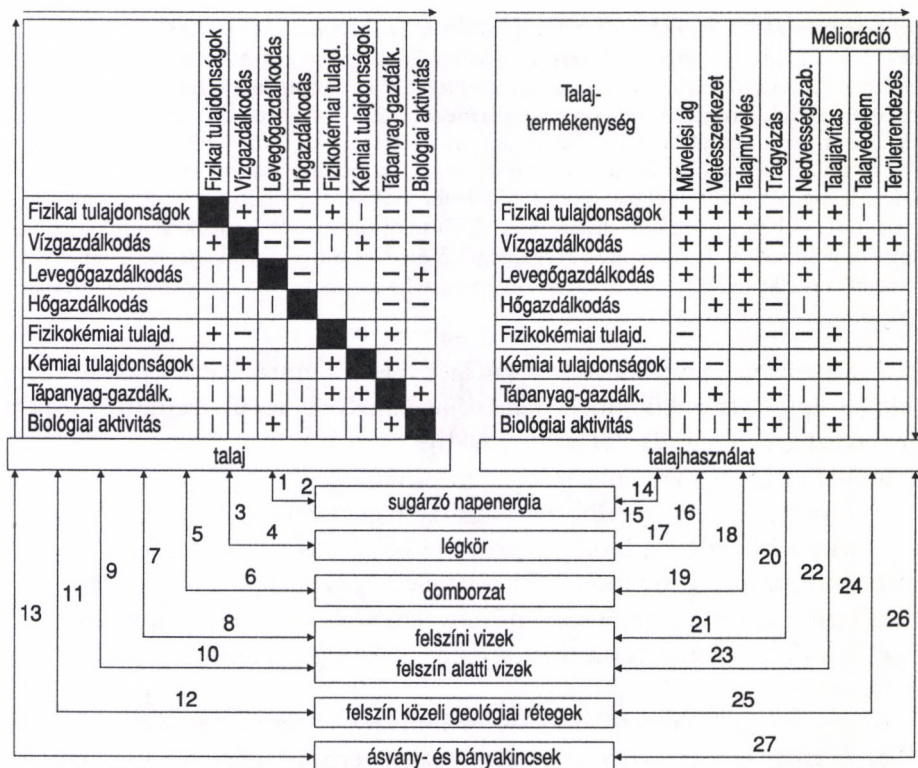 Fizikai tulajdonságok
Vízgazdálkodás
Levegőgazdálkodás
Hőgazdálkodás
Fizikokémiai tulajd.
Kémiai tulajdonságok
Tápanyag-gazdálk.
Biológiai aktivitás
Fizikai tulajdonságok + – – + | – –
Vízgazdálkodás + – – | + – –
Levegőgazdálkodás | | – – +
Hőgazdálkodás | | | – –
Fizikokémiai tulajd. + – + +
Kémiai tulajdonságok – + + + –
Tápanyag-gazdálk. | | | | + + +
Biológiai aktivitás | | + | +
talaj
Talaj-
termékenység
Melioráció
Művelési ág
Vetésszerkezet
Talajművelés
Trágyázás
Nedvességszab.
Talajjavítás
Talajvédelem
Területrendezés
Fizikai tulajdonságok + + + – + + |
Vízgazdálkodás + + + – + + + +
Levegőgazdálkodás + | + +
Hőgazdálkodás | + + – |
Fizikokémiai tulajd. – – – +
Kémiai tulajdonságok – – + + –
Tápanyag-gazdálk. + + | – |
Biológiai aktivitás + + | +
talajhasználat
1 2 sugárzó napenergia 14
15 16
3 4 légkör 17 18
5 6 domborzat 19 20
7 8 felszíni vizek 21 22
9 10 felszín alatti vizek 23 24
11 12 felszín közeli geológiai rétegek 25 26
13 ásvány- és bányakincsek 27